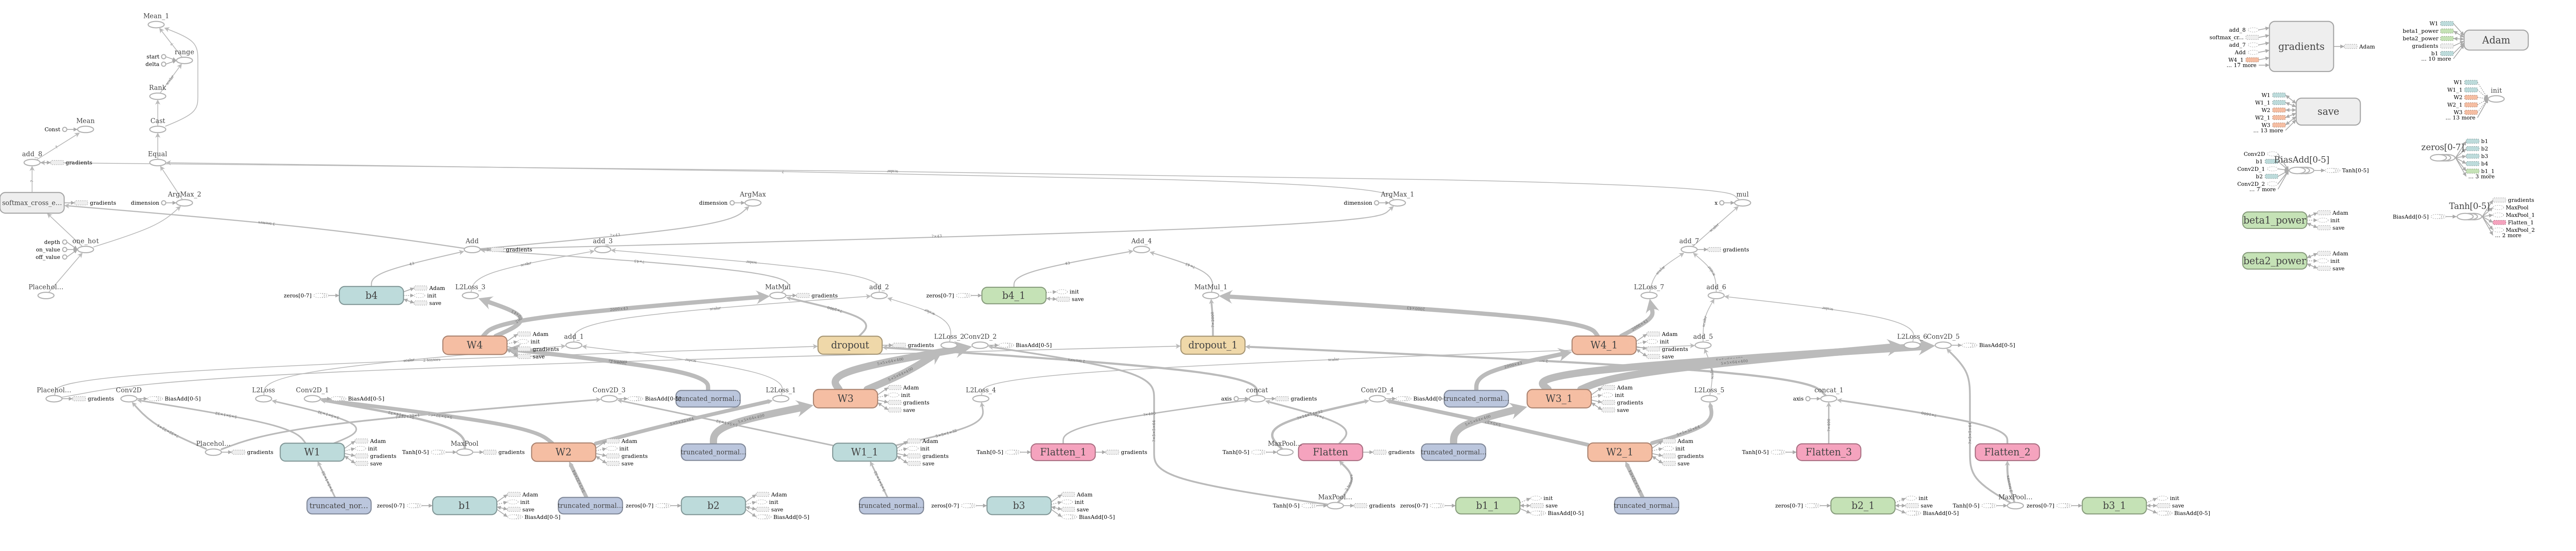 Mean_1
range
start
delta
Rank
Cast
Mean
Const
Equal
add_8
gradients
ArgMax_2
dimension
softmax_cross_e...
gradients
ArgMax
dimension
ArgMax_1
dimension
mul
x
one_hot
depth
on_value
off_value
Add
gradients
add_3
Add_4
add_7
gradients
Placehol...
zeros[0-7]
b4
Adam
init
save
L2Loss_3
MatMul
gradients
add_2
zeros[0-7]
b4_1
init
save
MatMul_1
L2Loss_7
add_6
W4
Adam
init
gradients
save
add_1
dropout
gradients
L2Loss_2
Conv2D_2
BiasAdd[0-5]
dropout_1
W4_1
Adam
init
gradients
save
add_5
L2Loss_6
Conv2D_5
BiasAdd[0-5]
Placehol...
gradients
Conv2D
BiasAdd[0-5]
L2Loss
Conv2D_1
BiasAdd[0-5]
Conv2D_3
BiasAdd[0-5]
truncated_normal...
L2Loss_1
W3
Adam
init
gradients
save
L2Loss_4
concat
axis
gradients
Conv2D_4
BiasAdd[0-5]
truncated_normal...
W3_1
Adam
init
gradients
save
L2Loss_5
concat_1
axis
Placehol...
gradients
W1
Adam
init
gradients
save
MaxPool
Tanh[0-5]
gradients
W2
Adam
init
gradients
save
truncated_normal...
W1_1
Adam
init
gradients
save
Tanh[0-5]
Flatten_1
gradients
MaxPool...
Tanh[0-5]
Flatten
gradients
truncated_normal...
W2_1
Adam
init
gradients
save
Tanh[0-5]
Flatten_3
Flatten_2
truncated_nor...
zeros[0-7]
b1
Adam
init
save
BiasAdd[0-5]
truncated_normal...
zeros[0-7]
b2
Adam
init
save
BiasAdd[0-5]
truncated_normal...
zeros[0-7]
b3
Adam
init
save
BiasAdd[0-5]
MaxPool...
Tanh[0-5]
gradients
zeros[0-7]
b1_1
init
save
BiasAdd[0-5]
truncated_normal...
zeros[0-7]
b2_1
init
save
BiasAdd[0-5]
MaxPool...
Tanh[0-5]
zeros[0-7]
b3_1
init
save
BiasAdd[0-5]
add_8
softmax_cr...
add_7
Add
W4_1
... 17 more
gradients
Adam
W1
beta1_power
beta2_power
gradients
b1
... 10 more
Adam
W1
W1_1
W2
W2_1
W3
... 13 more
save
W1
W1_1
W2
W2_1
W3
... 13 more
init
Conv2D
b1
Conv2D_1
b2
Conv2D_2
... 7 more
BiasAdd[0-5]
Tanh[0-5]
zeros[0-7]
b1
b2
b3
b4
b1_1
... 3 more
beta1_power
Adam
init
save
BiasAdd[0-5]
Tanh[0-5]
gradients
MaxPool
MaxPool_1
Flatten_1
MaxPool_2
... 2 more
beta2_power
Adam
init
save